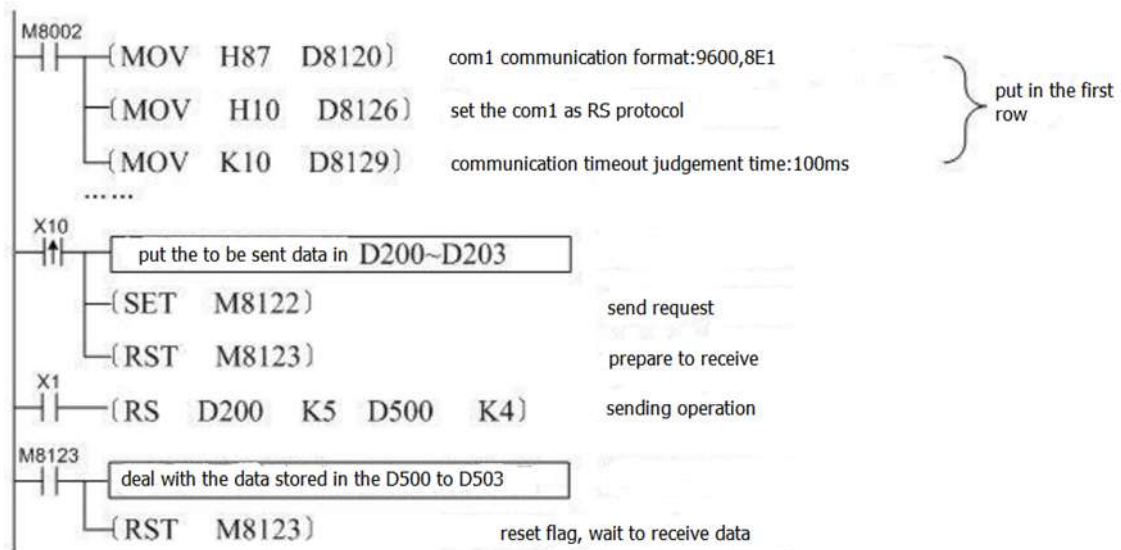 M8002
(MOV H87 D8120) com1 communication format:9600,8E1
(MOV H10 D8126) set the com1 as RS protocol
put in the first
row
(MOV K10 D8129) communication timeout judgement time:100ms
......
X10
put the to be sent data in D200~D203
(SET M8122) send request
(RST M8123) prepare to receive
X1
(RS D200 K5 D500 K4) sending operation
M8123
deal with the data stored in the D500 to D503
(RST M8123) reset flag, wait to receive data